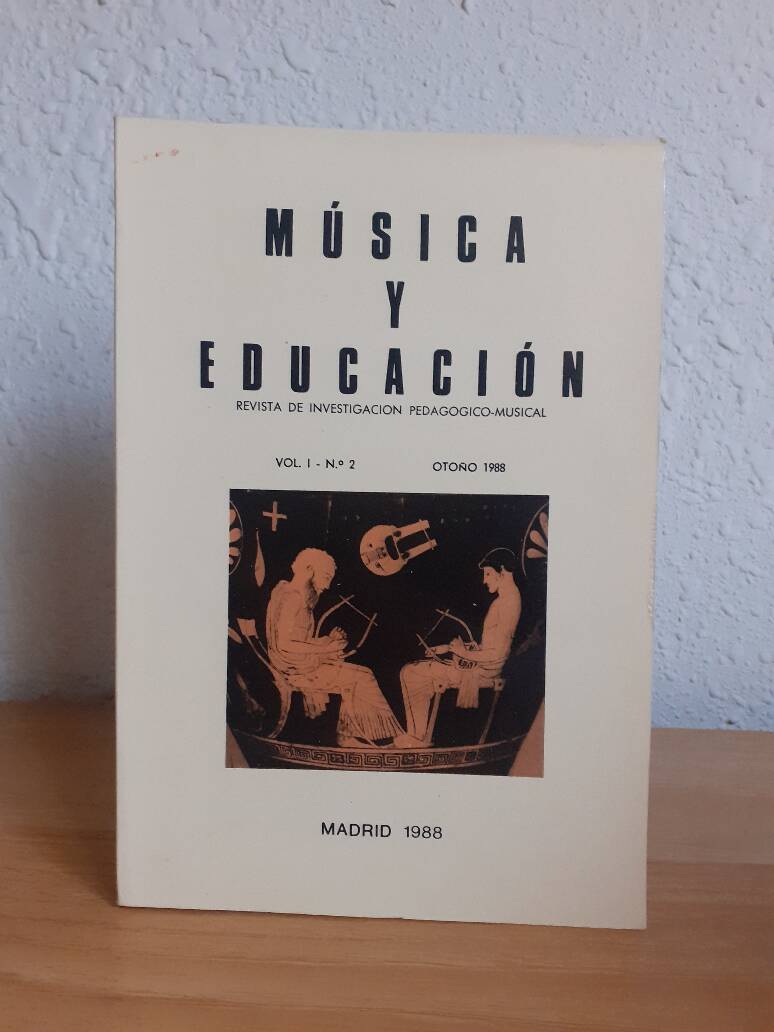 MÚSICA
Y
EDUCACIÓN
REVISTA DE INVESTIGACION PEDAGOGICO-MUSICAL
VOL. I - N.º 2 OTOÑO 1988
MADRID 1988